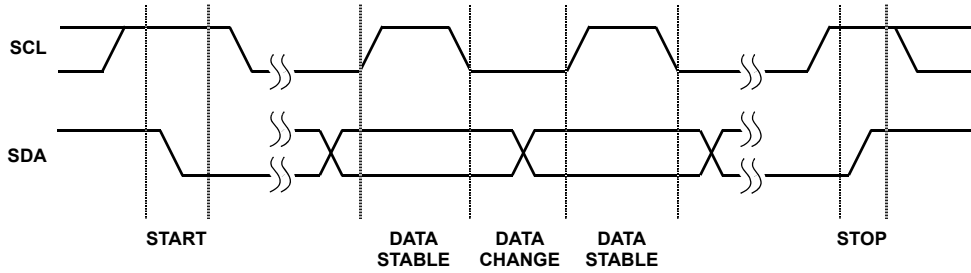 SCL
SDA
START
DATA
STABLE
DATA
CHANGE
DATA
STABLE
STOP